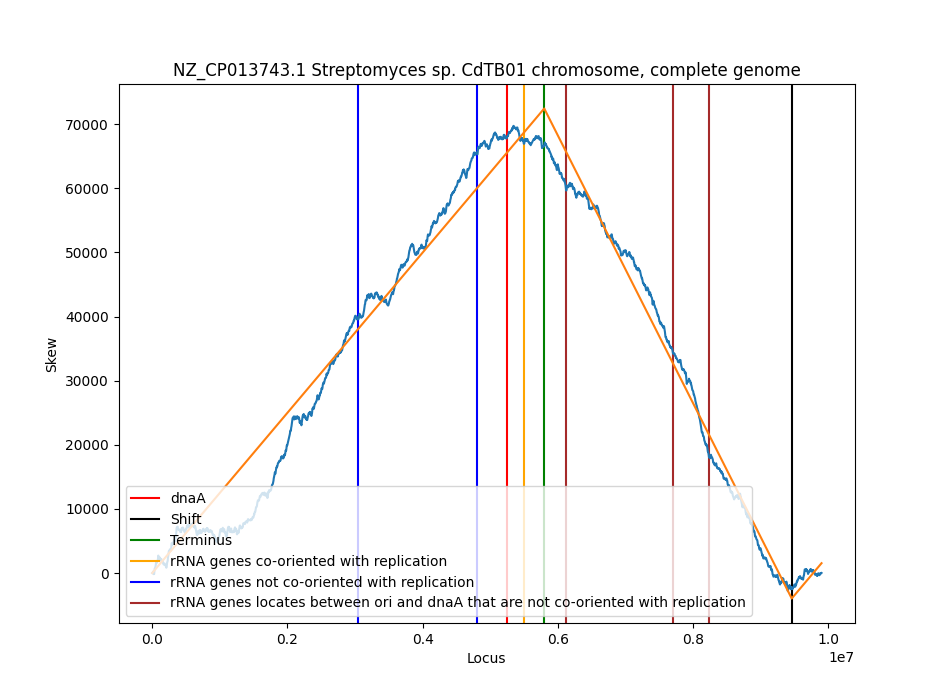 NZ_CP013743.1 Streptomyces sp. CdTB01 chromosome, complete genome
70000
60000
50000
40000
30000
20000
10000
0
Skew
dnaA
Shift
Terminus
rRNA genes co-oriented with replication
rRNA genes not co-oriented with replication
rRNA genes locates between ori and dnaA that are not co-oriented with replication
0.0 0.2 0.4 0.6 0.8 1.0
1e7
Locus